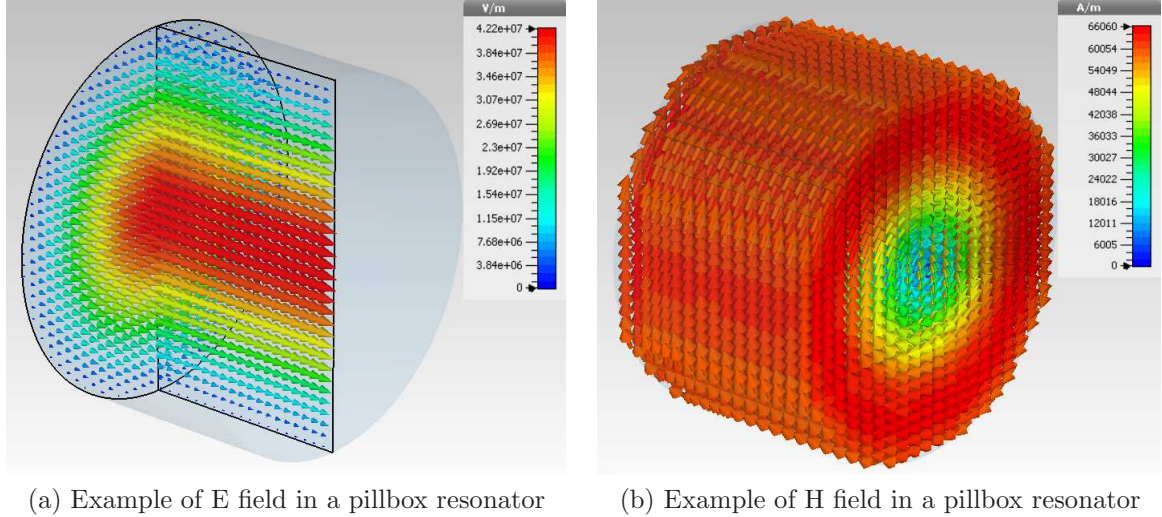 V/m
4.22e+07
3.84e+07
3.46e+07
3.07e+07
2.69e+07
2.3e+07
1.92e+07
1.54e+07
1.15e+07
7.68e+06
3.84e+06
0
A/m
66060
60054
54049
48044
42038
36033
30027
24022
18016
12011
6005
0
(a) Example of E field in a pillbox resonator
(b) Example of H field in a pillbox resonator